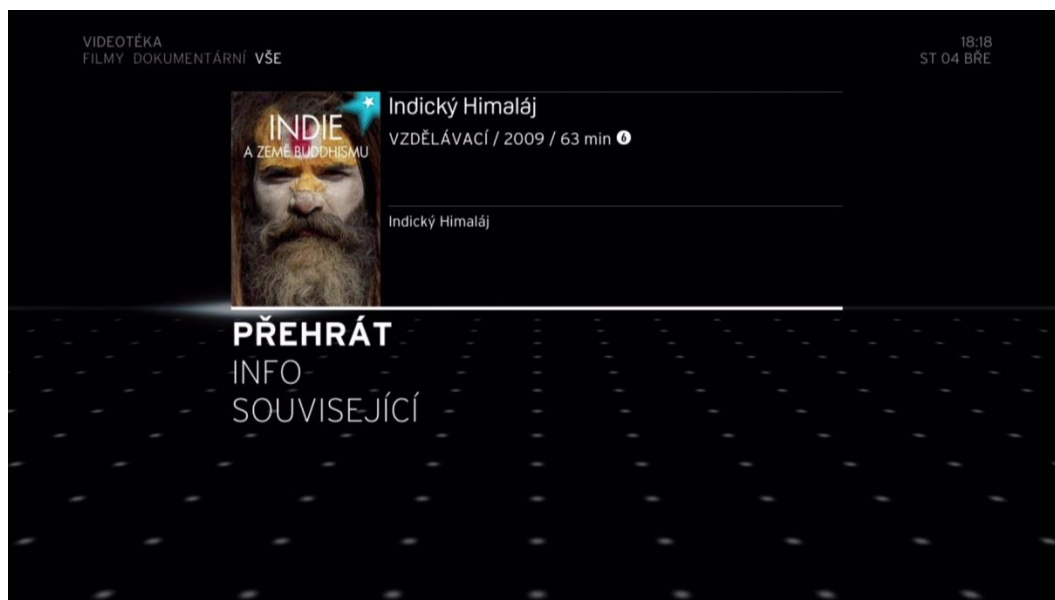 VIDEOTÉKA
FILMY DOKUMENTÁRNÍ VŠE
18:18
ST 04 BŘE
INDIE
A ZEMĚ BUDDHISMU
Indický Himaláj
VZDĚLÁVACÍ / 2009 / 63 min 6
Indický Himaláj
PŘEHRÁT
INFO
SOUVISEJÍCÍ